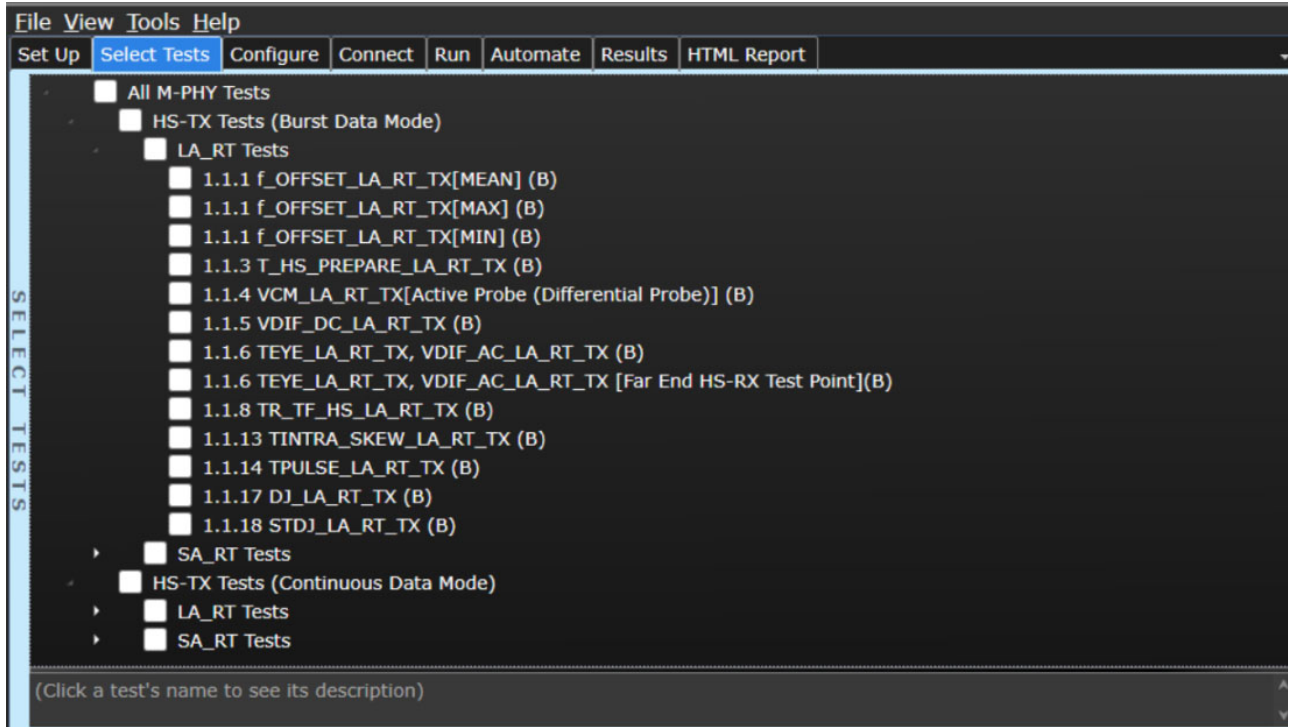 File View Tools Help
Set Up Select Tests Configure Connect Run Automate Results HTML Report
All M-PHY Tests
HS-TX Tests (Burst Data Mode)
LA_RT Tests
1.1.1 f_OFFSET_LA_RT_TX[MEAN] (B)
1.1.1 f_OFFSET_LA_RT_TX[MAX] (B)
1.1.1 f_OFFSET_LA_RT_TX[MIN] (B)
1.1.3 T_HS_PREPARE_LA_RT_TX (B)
1.1.4 VCM_LA_RT_TX[Active Probe (Differential Probe)] (B)
1.1.5 VDIF_DC_LA_RT_TX (B)
1.1.6 TEYE_LA_RT_TX, VDIF_AC_LA_RT_TX (B)
1.1.6 TEYE_LA_RT_TX, VDIF_AC_LA_RT_TX [Far End HS-RX Test Point](B)
1.1.8 TR_TF_HS_LA_RT_TX (B)
1.1.13 TINTRA_SKEW_LA_RT_TX (B)
1.1.14 TPULSE_LA_RT_TX (B)
1.1.17 DJ_LA_RT_TX (B)
1.1.18 STDJ_LA_RT_TX (B)
SA_RT Tests
HS-TX Tests (Continuous Data Mode)
LA_RT Tests
SA_RT Tests
SELECT TESTS
(Click a test's name to see its description)